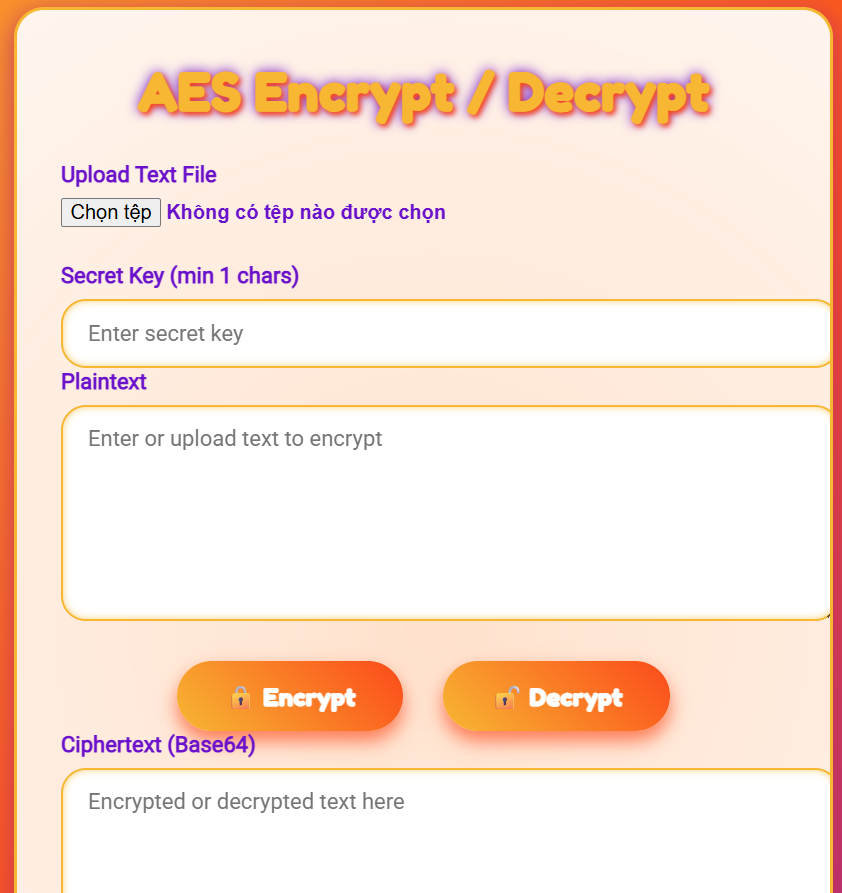 AES Encrypt / Decrypt
Upload Text File
Chọn tệp Không có tệp nào được chọn
Secret Key (min 1 chars)
Enter secret key
Plaintext
Enter or upload text to encrypt
🔒 Encrypt 🔓 Decrypt
Ciphertext (Base64)
Encrypted or decrypted text here